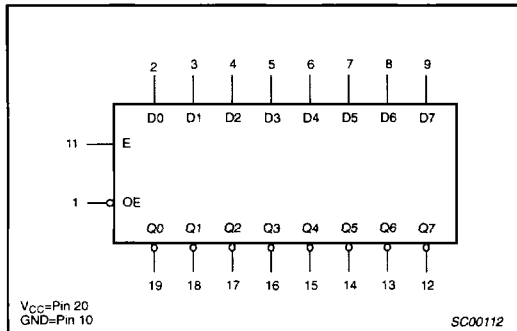 2 3 4 5 6 7 8 9
D0 D1 D2 D3 D4 D5 D6 D7
11 E
1 OE
Q0 Q1 Q2 Q3 Q4 Q5 Q6 Q7
19 18 17 16 15 14 13 12
VCC=Pin 20
GND=Pin 10
SC00112